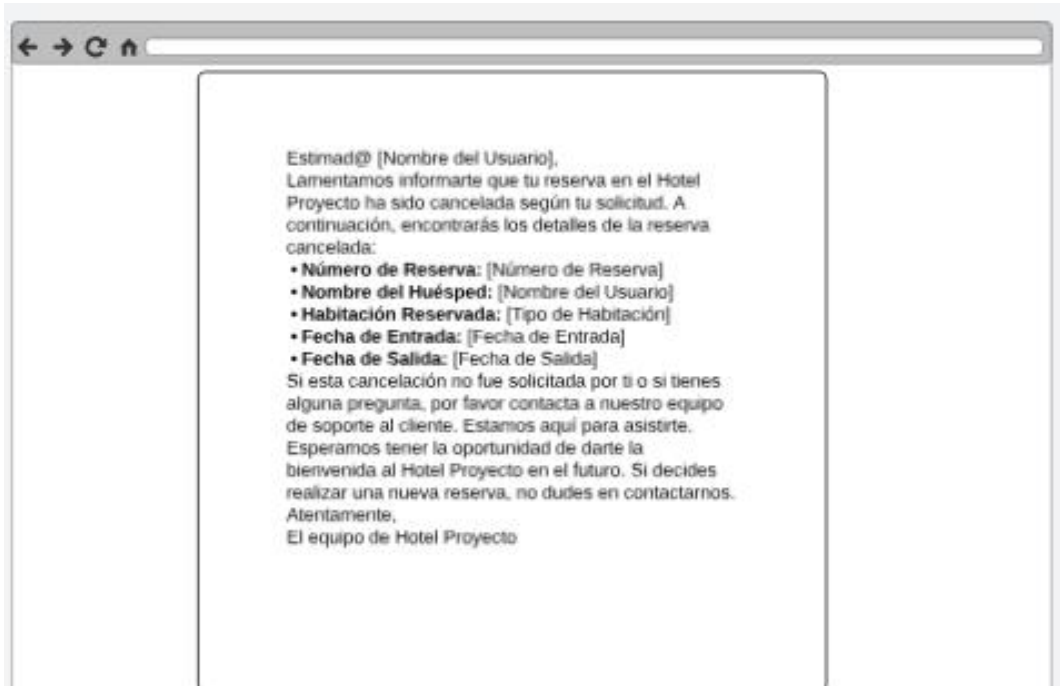 Estimad@ [Nombre del Usuario],
Lamentamos informarte que tu reserva en el Hotel
Proyecto ha sido cancelada según tu solicitud. A
continuación, encontrarás los detalles de la reserva
cancelada:
• Número de Reserva: [Número de Reserva]
• Nombre del Huésped: [Nombre del Usuario]
• Habitación Reservada: [Tipo de Habitación]
• Fecha de Entrada: [Fecha de Entrada]
• Fecha de Salida: [Fecha de Salida]
Si esta cancelación no fue solicitada por ti o si tienes
alguna pregunta, por favor contacta a nuestro equipo
de soporte al cliente. Estamos aquí para asistirte.
Esperamos tener la oportunidad de darte la
bienvenida al Hotel Proyecto en el futuro. Si decides
realizar una nueva reserva, no dudes en contactarnos.
Atentamente,
El equipo de Hotel Proyecto